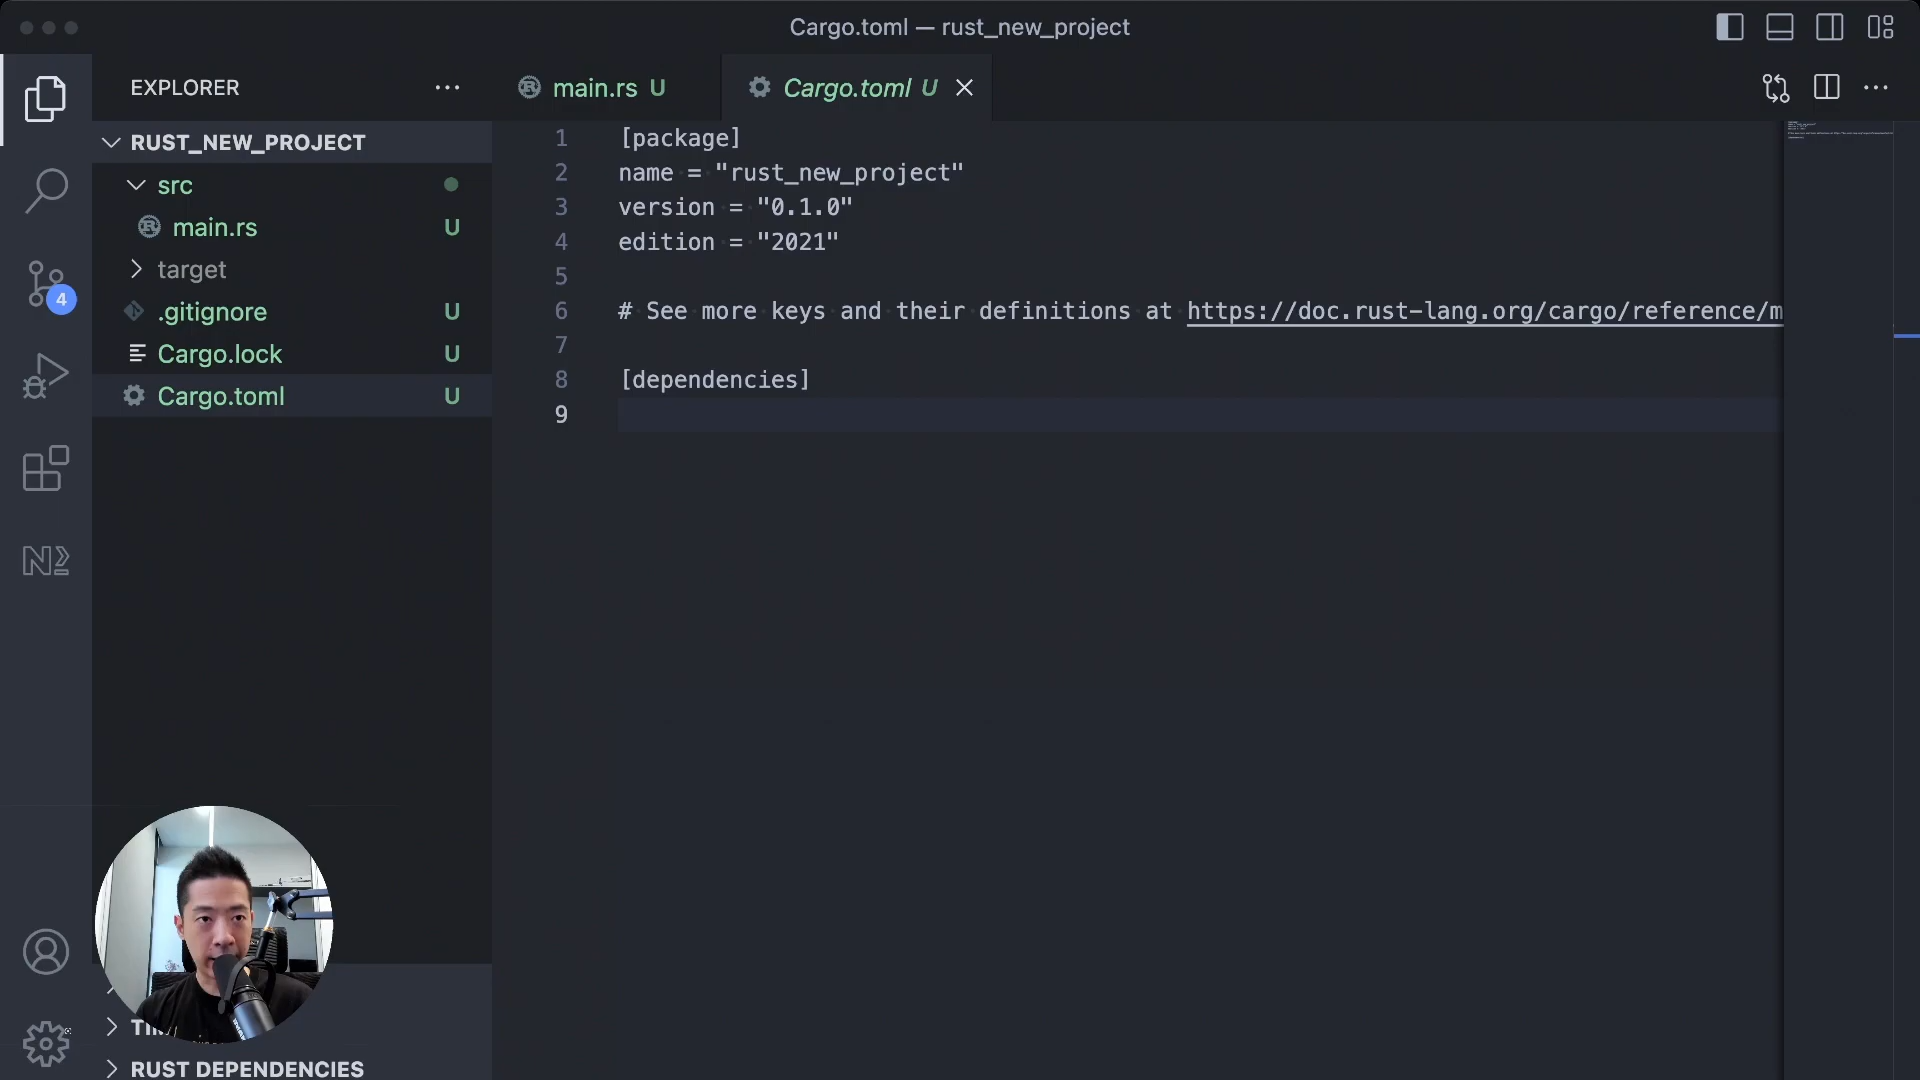 Cargo.toml — rust_new_project
EXPLORER
main.rs U
Cargo.toml U
RUST_NEW_PROJECT
src
main.rs U
target
.gitignore U
Cargo.lock U
Cargo.toml U
4
RUST DEPENDENCIES
1 [package]
2 name = "rust_new_project"
3 version = "0.1.0"
4 edition = "2021"
5
6 # See more keys and their definitions at https://doc.rust-lang.org/cargo/reference/m
7
8 [dependencies]
9